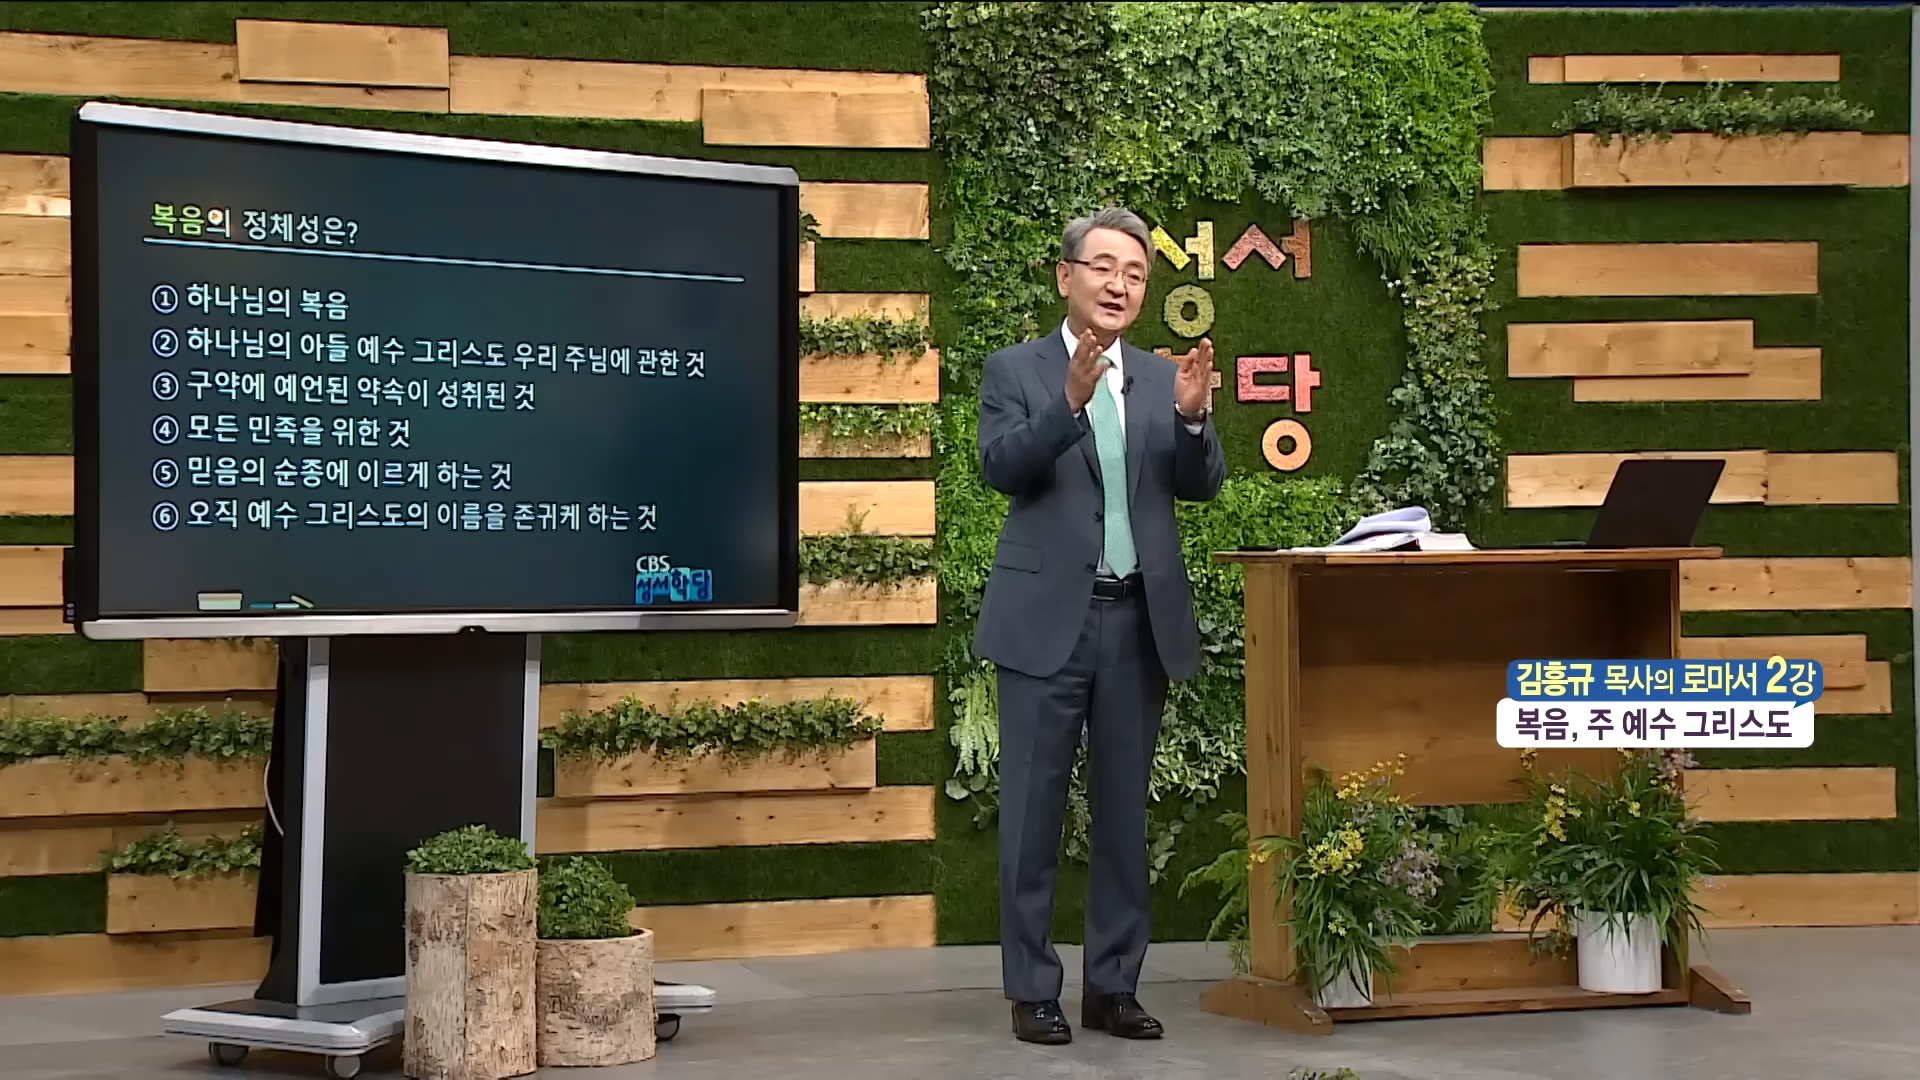 복음의 정체성은?
① 하나님의 복음
② 하나님의 아들 예수 그리스도 우리 주님에 관한 것
③ 구약에 예언된 약속이 성취된 것
④ 모든 민족을 위한 것
⑤ 믿음의 순종에 이르게 하는 것
⑥ 오직 예수 그리스도의 이름을 존귀케 하는 것
CBS
성서학당
성서
당
김흥규 목사의 로마서 2강
복음, 주 예수 그리스도